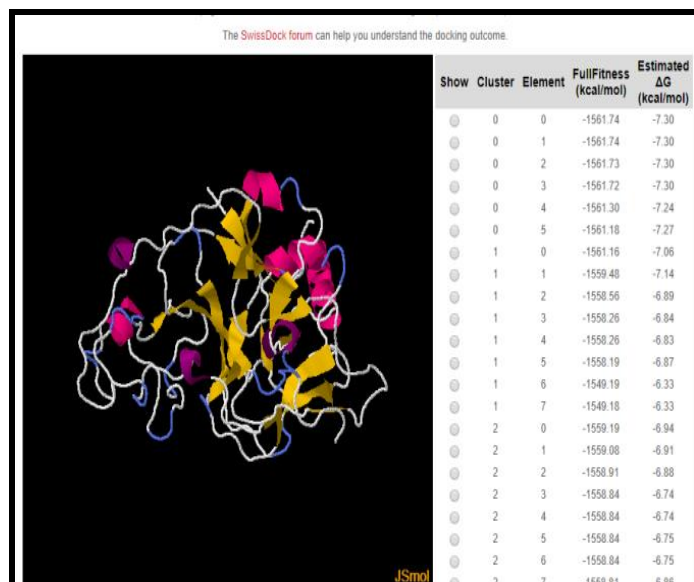 The SwissDock forum can help you understand the docking outcome.
Show Cluster Element FullFitness (kcal/mol) Estimated ΔG (kcal/mol)
0 0 -1561.74 -7.30
0 1 -1561.74 -7.30
0 2 -1561.73 -7.30
0 3 -1561.72 -7.30
0 4 -1561.30 -7.24
0 5 -1561.18 -7.27
1 0 -1561.16 -7.06
1 1 -1559.48 -7.14
1 2 -1558.56 -6.89
1 3 -1558.26 -6.84
1 4 -1558.26 -6.83
1 5 -1558.19 -6.87
1 6 -1549.19 -6.33
1 7 -1549.18 -6.33
2 0 -1559.19 -6.94
2 1 -1559.08 -6.91
2 2 -1558.91 -6.88
2 3 -1558.84 -6.74
2 4 -1558.84 -6.74
2 5 -1558.84 -6.75
2 6 -1558.84 -6.75
JSmol